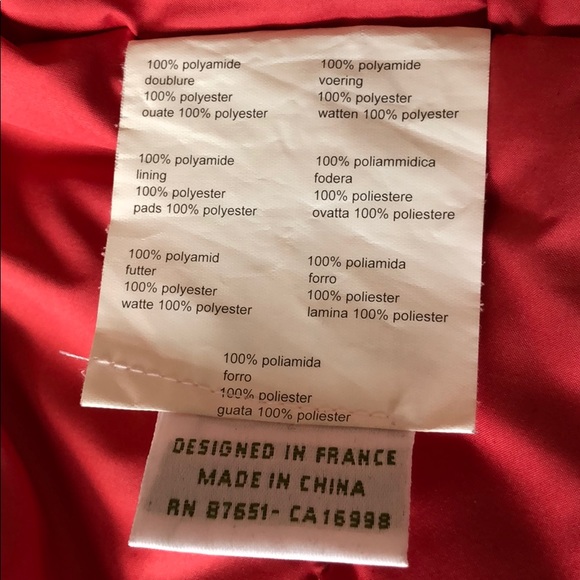 100% polyamide
doublure
100% polyester
ouate 100% polyester
100% polyamide
voering
100% polyester
watten 100% polyester
100% polyamide
lining
100% polyester
pads 100% polyester
100% poliammidica
fodera
100% poliestere
ovatta 100% poliestere
100% polyamid
futter
100% polyester
watte 100% polyester
100% poliamida
forro
100% poliester
lamina 100% poliester
100% poliamida
forro
100% poliester
guata 100% poliester
DESIGNED IN FRANCE
MADE IN CHINA
RN 87651- CA16998